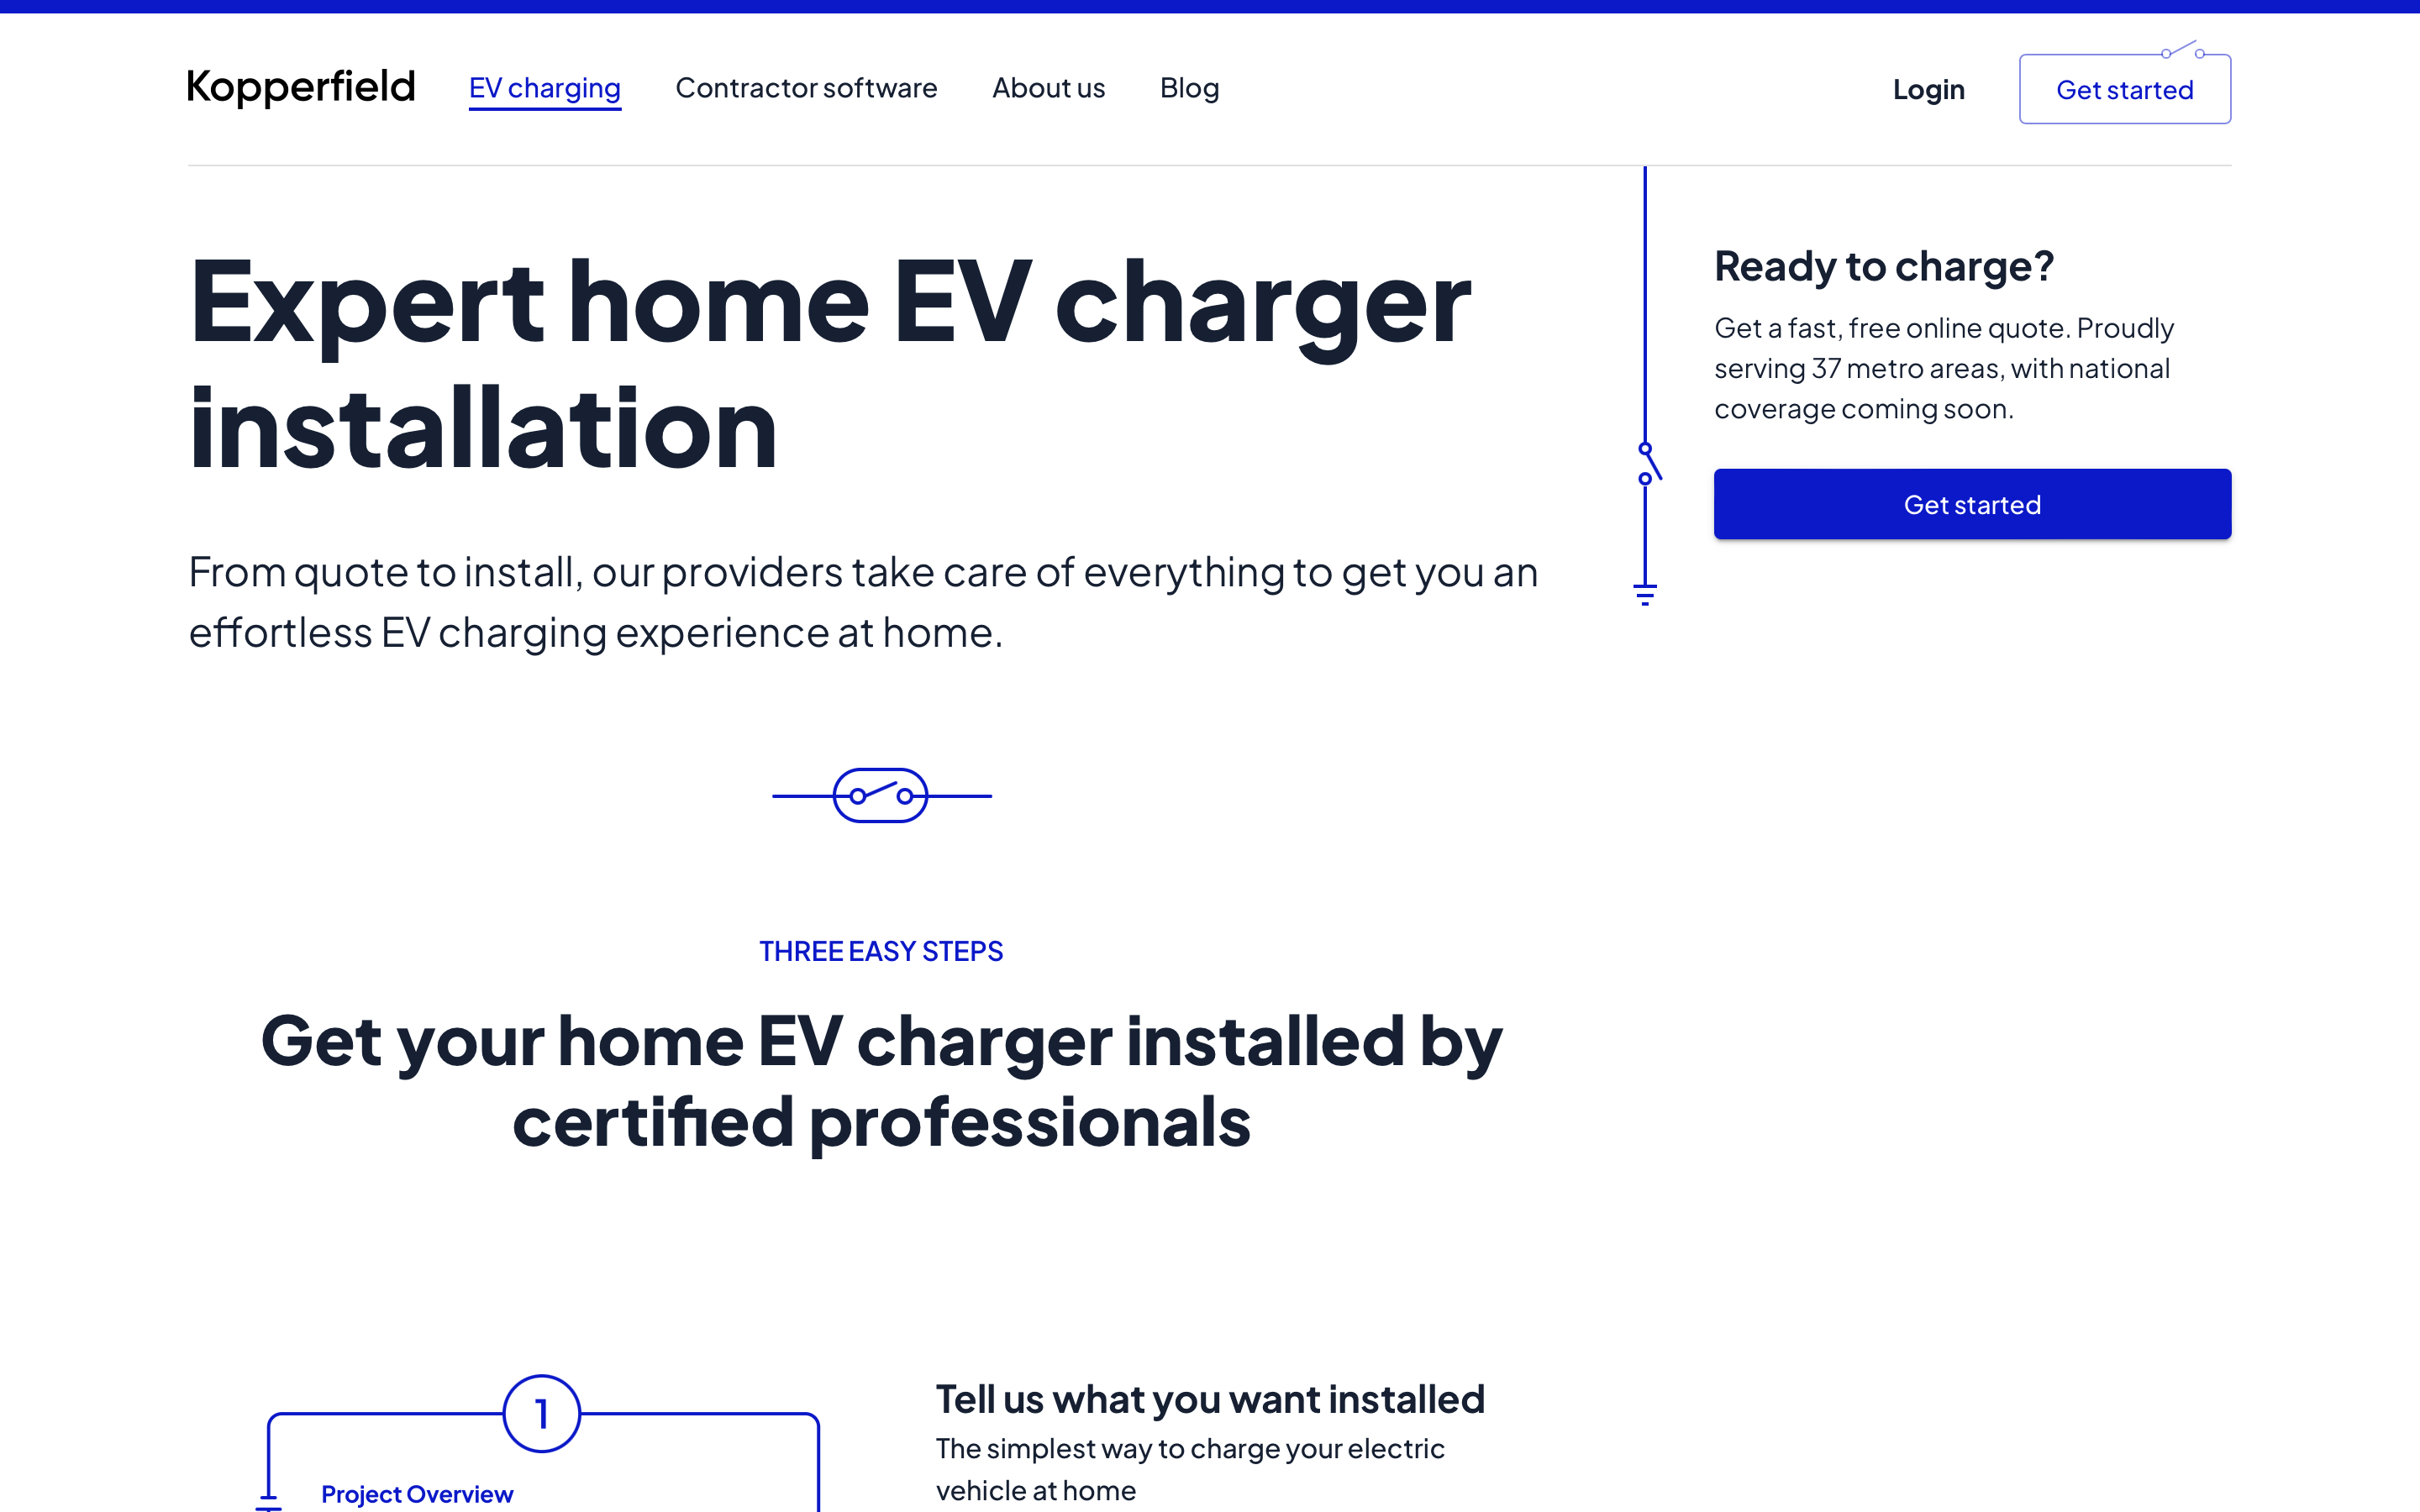 Kopperfield
EV charging
Contractor software
About us
Blog
Login
Get started
Expert home EV charger
installation
From quote to install, our providers take care of everything to get you an
effortless EV charging experience at home.
Ready to charge?
Get a fast, free online quote. Proudly
serving 37 metro areas, with national
coverage coming soon.
Get started
THREE EASY STEPS
Get your home EV charger installed by
certified professionals
1
Project Overview
Tell us what you want installed
The simplest way to charge your electric
vehicle at home